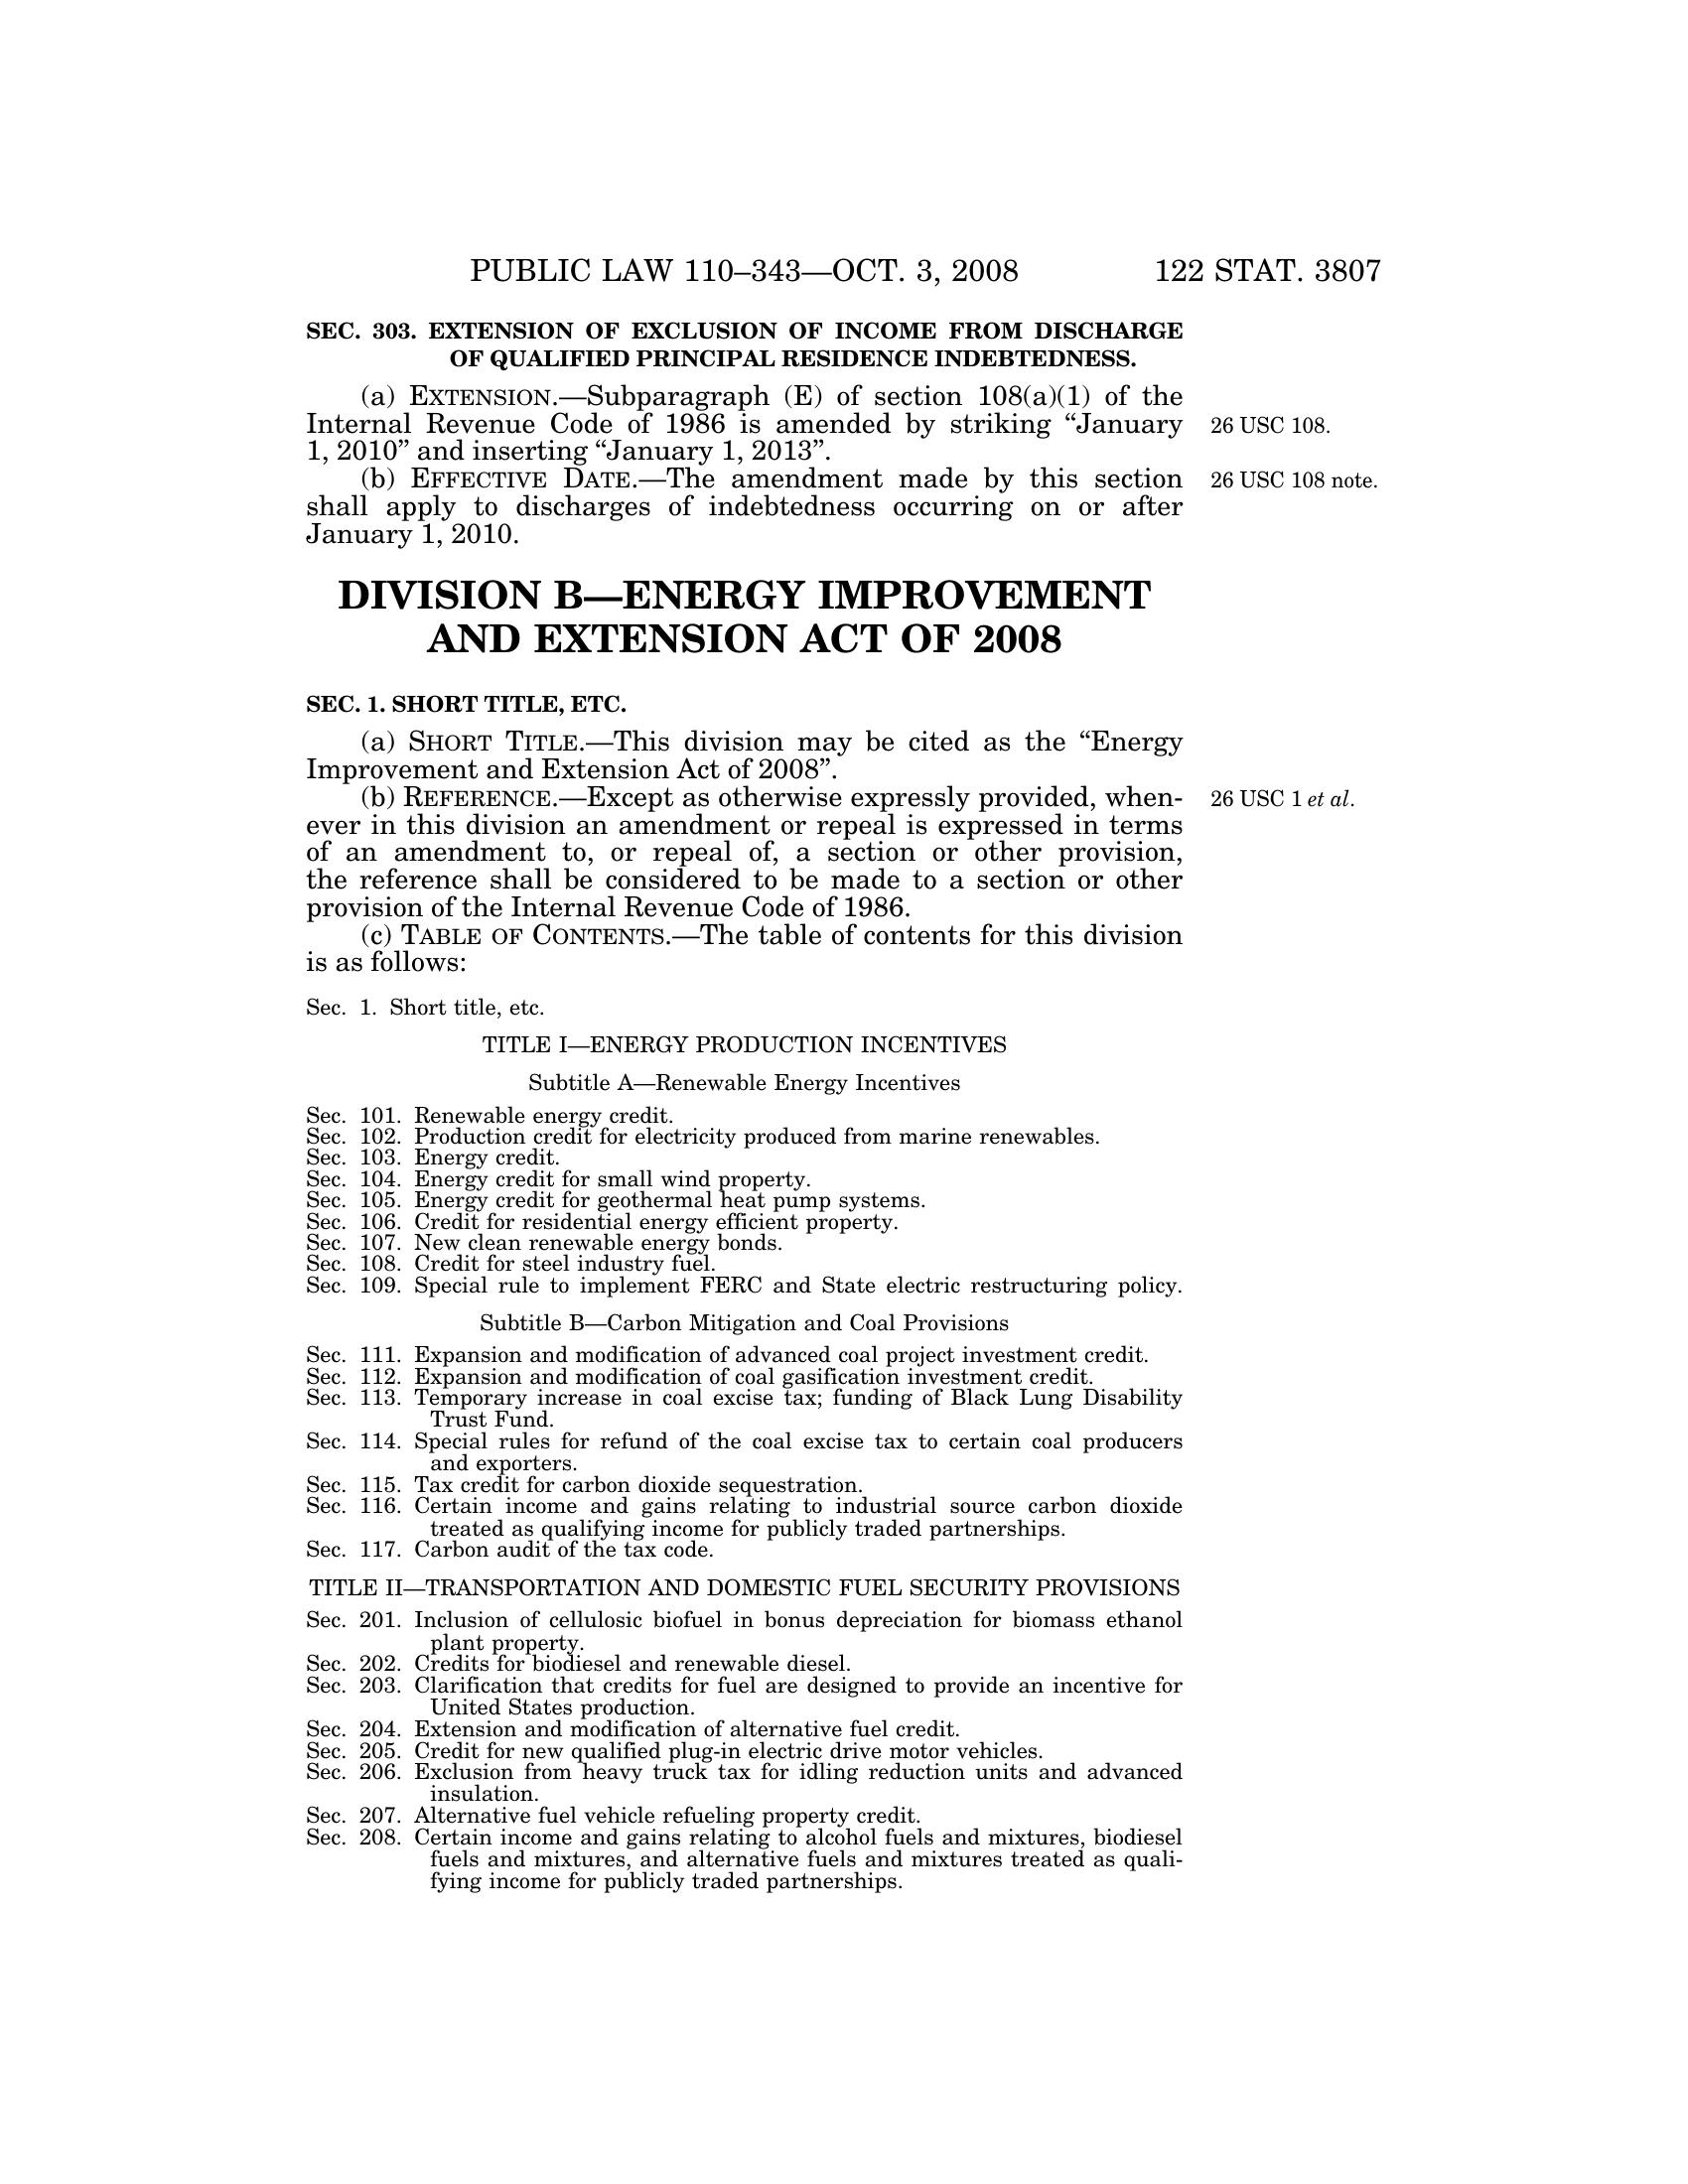 PUBLIC LAW 110–343—OCT. 3, 2008
122 STAT. 3807
SEC. 303. EXTENSION OF EXCLUSION OF INCOME FROM DISCHARGE
OF QUALIFIED PRINCIPAL RESIDENCE INDEBTEDNESS.
(a) EXTENSION.—Subparagraph (E) of section 108(a)(1) of the
Internal Revenue Code of 1986 is amended by striking “January
26 USC 108.
1, 2010” and inserting “January 1, 2013”.
(b) EFFECTIVE DATE.—The amendment made by this section
26 USC 108 note.
shall apply to discharges of indebtedness occurring on or after
January 1, 2010.
DIVISION B—ENERGY IMPROVEMENT
AND EXTENSION ACT OF 2008
SEC. 1. SHORT TITLE, ETC.
(a) SHORT TITLE.—This division may be cited as the “Energy
Improvement and Extension Act of 2008”.
(b) REFERENCE.—Except as otherwise expressly provided, when-
26 USC 1 et al.
ever in this division an amendment or repeal is expressed in terms
of an amendment to, or repeal of, a section or other provision,
the reference shall be considered to be made to a section or other
provision of the Internal Revenue Code of 1986.
(c) TABLE OF CONTENTS.—The table of contents for this division
is as follows:
Sec. 1. Short title, etc.
TITLE I—ENERGY PRODUCTION INCENTIVES
Subtitle A—Renewable Energy Incentives
Sec. 101. Renewable energy credit.
Sec. 102. Production credit for electricity produced from marine renewables.
Sec. 103. Energy credit.
Sec. 104. Energy credit for small wind property.
Sec. 105. Energy credit for geothermal heat pump systems.
Sec. 106. Credit for residential energy efficient property.
Sec. 107. New clean renewable energy bonds.
Sec. 108. Credit for steel industry fuel.
Sec. 109. Special rule to implement FERC and State electric restructuring policy.
Subtitle B—Carbon Mitigation and Coal Provisions
Sec. 111. Expansion and modification of advanced coal project investment credit.
Sec. 112. Expansion and modification of coal gasification investment credit.
Sec. 113. Temporary increase in coal excise tax; funding of Black Lung Disability
Trust Fund.
Sec. 114. Special rules for refund of the coal excise tax to certain coal producers
and exporters.
Sec. 115. Tax credit for carbon dioxide sequestration.
Sec. 116. Certain income and gains relating to industrial source carbon dioxide
treated as qualifying income for publicly traded partnerships.
Sec. 117. Carbon audit of the tax code.
TITLE II—TRANSPORTATION AND DOMESTIC FUEL SECURITY PROVISIONS
Sec. 201. Inclusion of cellulosic biofuel in bonus depreciation for biomass ethanol
plant property.
Sec. 202. Credits for biodiesel and renewable diesel.
Sec. 203. Clarification that credits for fuel are designed to provide an incentive for
United States production.
Sec. 204. Extension and modification of alternative fuel credit.
Sec. 205. Credit for new qualified plug-in electric drive motor vehicles.
Sec. 206. Exclusion from heavy truck tax for idling reduction units and advanced
insulation.
Sec. 207. Alternative fuel vehicle refueling property credit.
Sec. 208. Certain income and gains relating to alcohol fuels and mixtures, biodiesel
fuels and mixtures, and alternative fuels and mixtures treated as quali-
fying income for publicly traded partnerships.